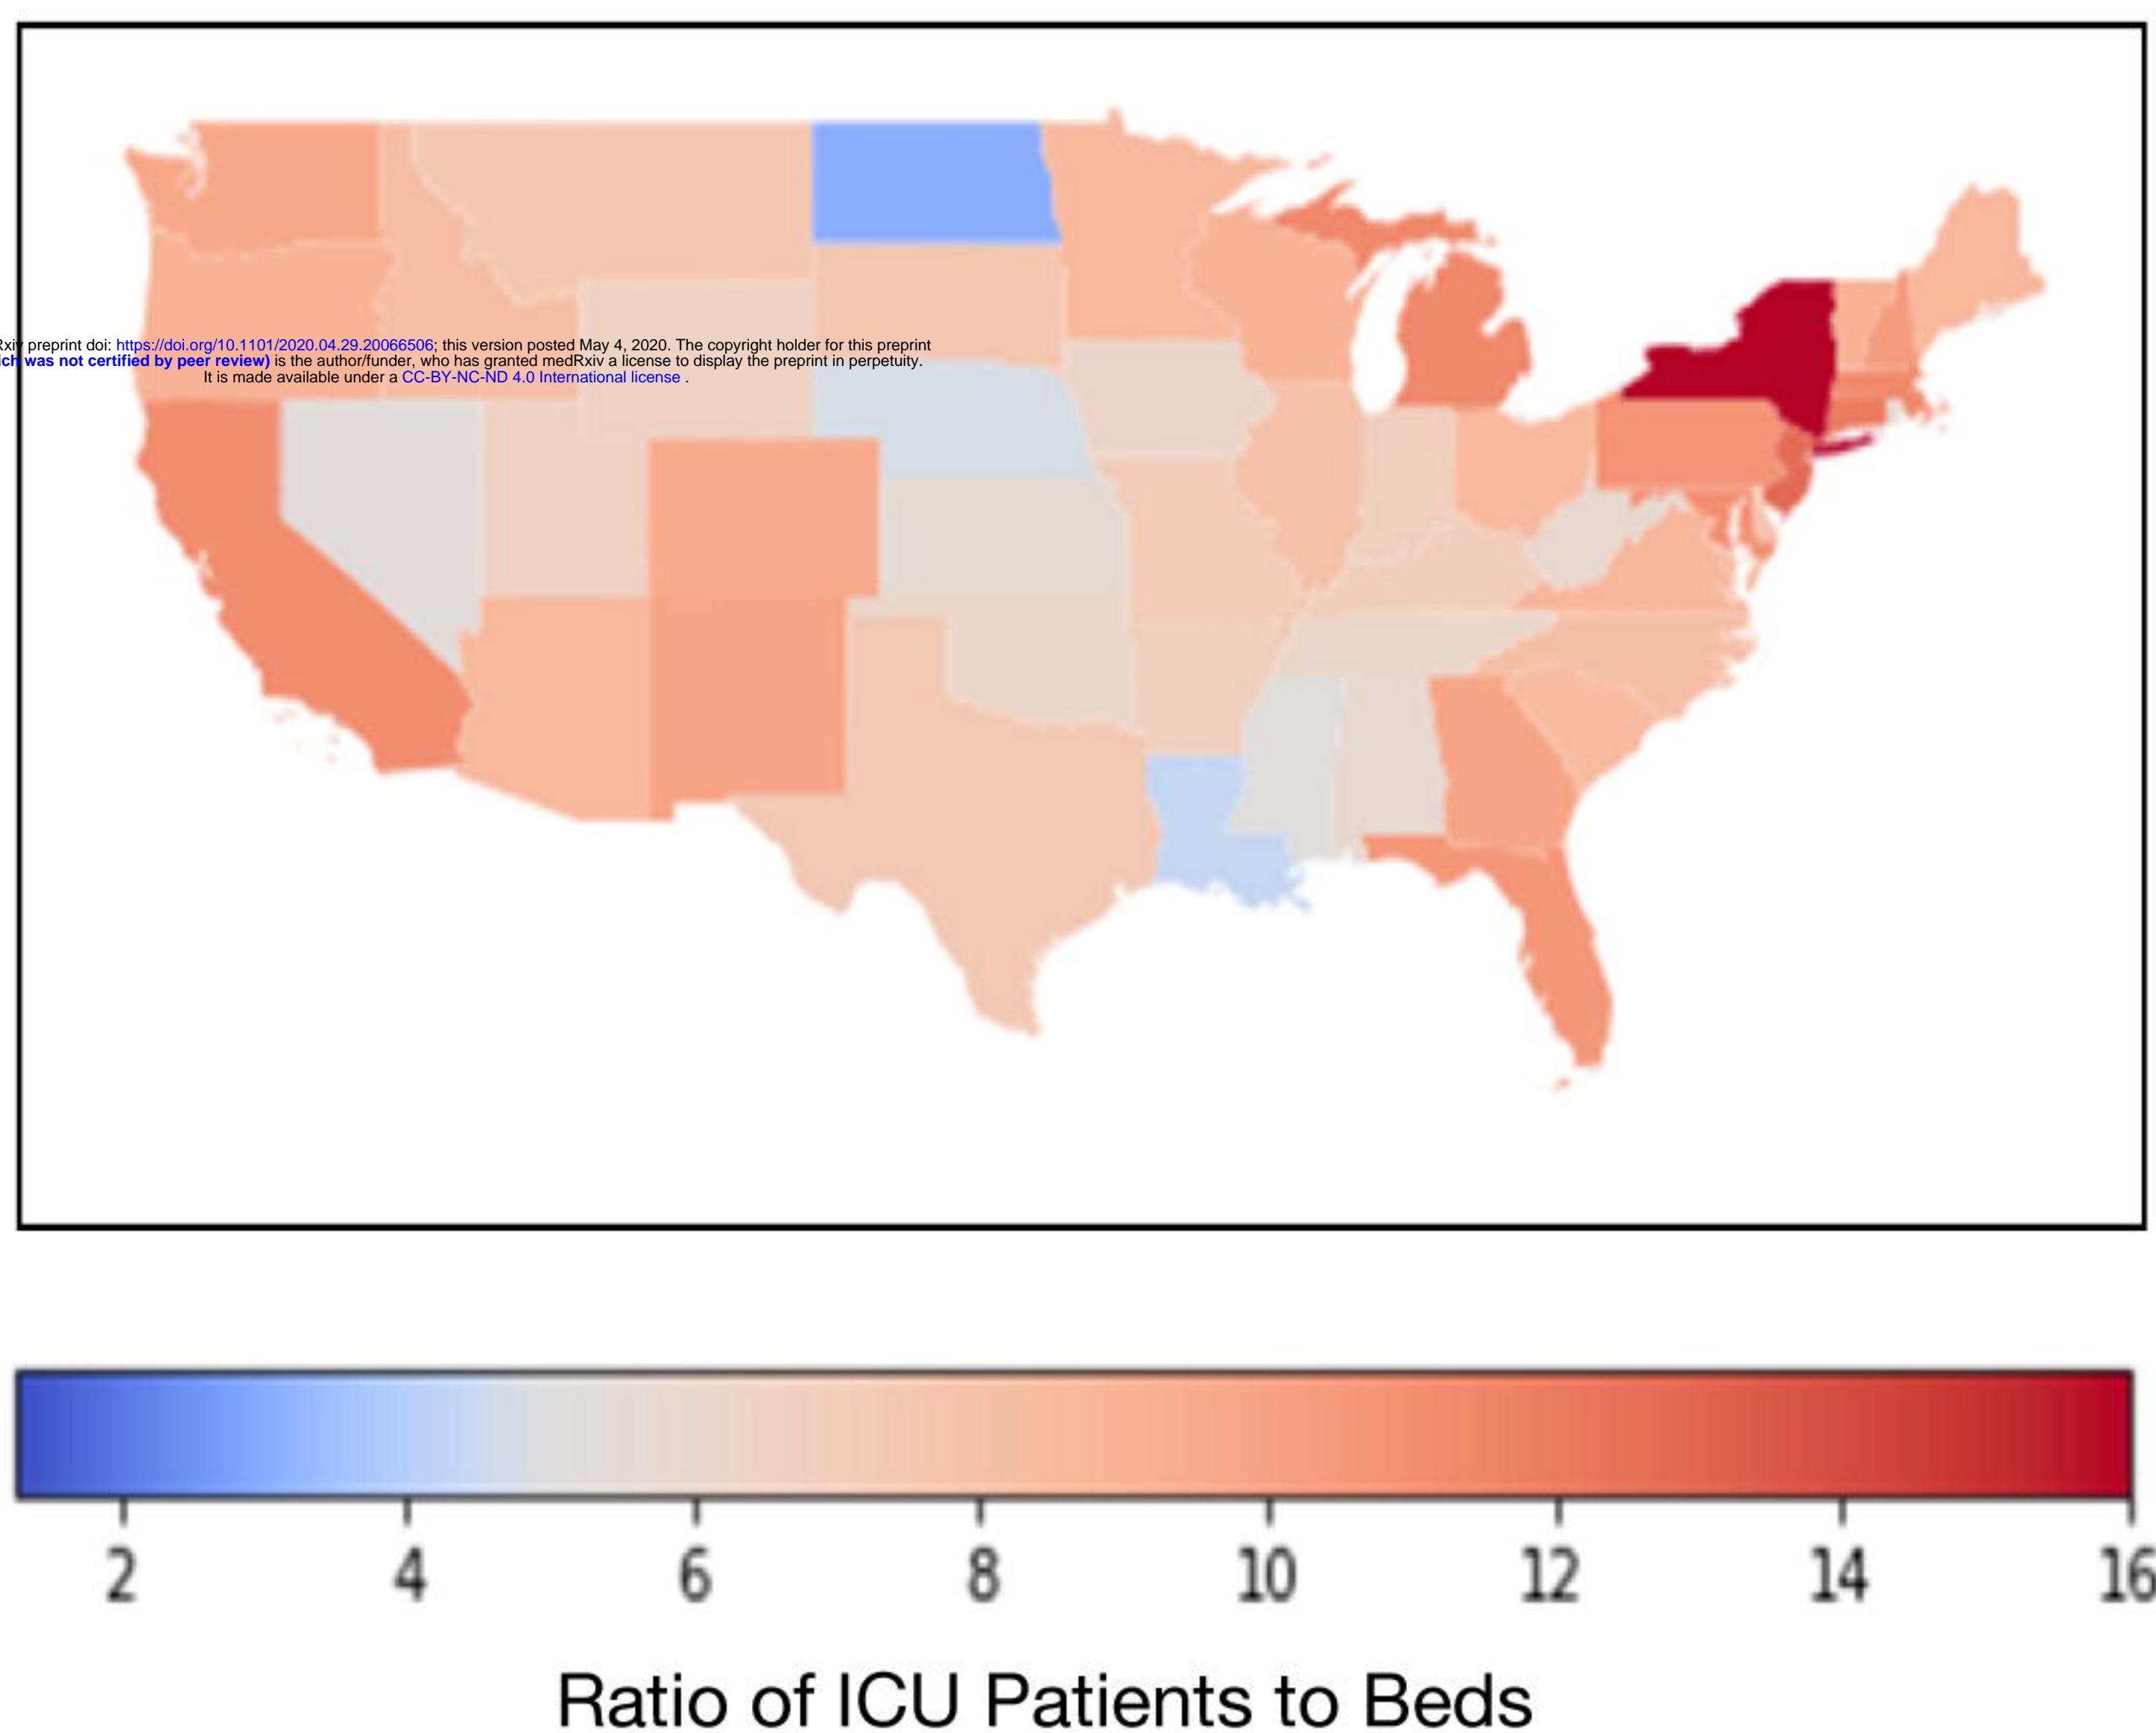 preprint doi: https://doi.org/10.1101/2020.04.29.20066506; this version posted May 4, 2020. The copyright holder for this preprint
was not certified by peer review) is the author/funder, who has granted medRxiv a license to display the preprint in perpetuity.
It is made available under a CC-BY-NC-ND 4.0 International license .
2 4 6 8 10 12 14 16
Ratio of ICU Patients to Beds